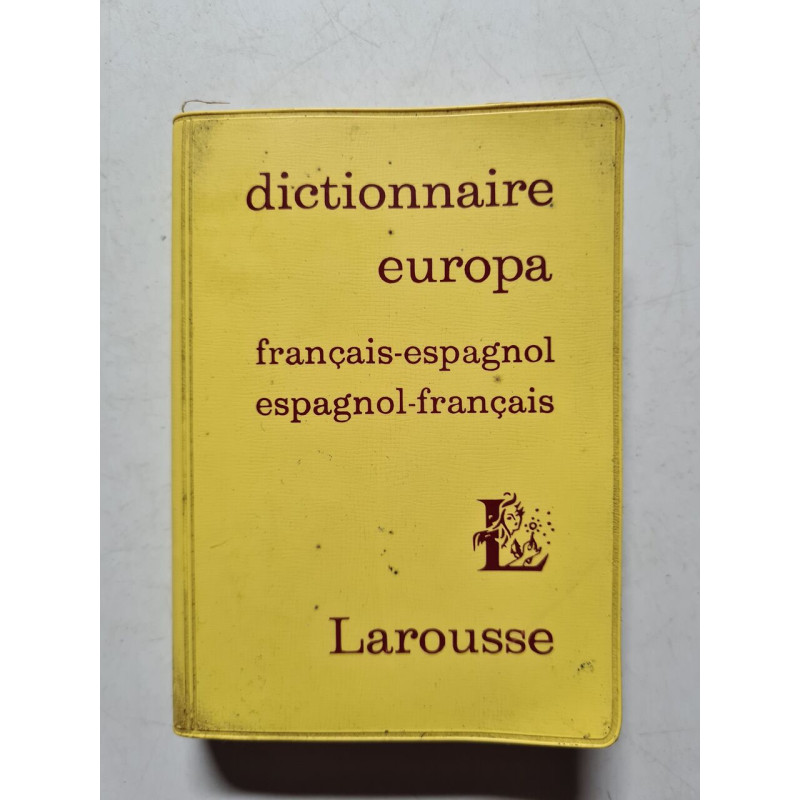 dictionnaire
europa
français-espagnol
espagnol-français
L
Larousse